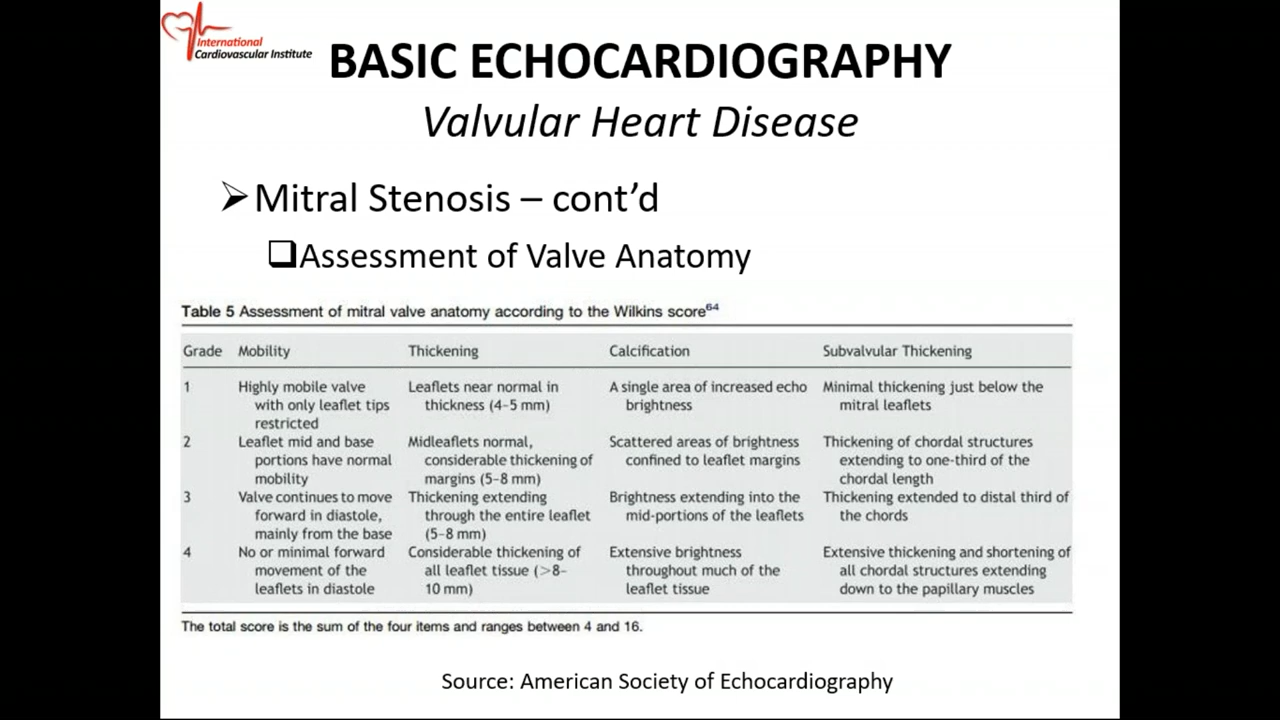 International
Cardiovascular Institute
BASIC ECHOCARDIOGRAPHY
Valvular Heart Disease
➢Mitral Stenosis – cont’d
❑Assessment of Valve Anatomy
Table 5 Assessment of mitral valve anatomy according to the Wilkins score64
Grade Mobility Thickening Calcification Subvalvular Thickening
1 Highly mobile valve Leaflets near normal in A single area of increased echo Minimal thickening just below the
with only leaflet tips thickness (4–5 mm) brightness mitral leaflets
restricted
2 Leaflet mid and base Midleaflets normal, Scattered areas of brightness Thickening of chordal structures
portions have normal considerable thickening of confined to leaflet margins extending to one-third of the
mobility margins (5–8 mm) chordal length
3 Valve continues to move Thickening extending Brightness extending into the Thickening extended to distal third of
forward in diastole, through the entire leaflet mid-portions of the leaflets the chords
mainly from the base (5–8 mm)
4 No or minimal forward Considerable thickening of Extensive brightness Extensive thickening and shortening of
movement of the all leaflet tissue (>8– throughout much of the all chordal structures extending
leaflets in diastole 10 mm) leaflet tissue down to the papillary muscles
The total score is the sum of the four items and ranges between 4 and 16.
Source: American Society of Echocardiography